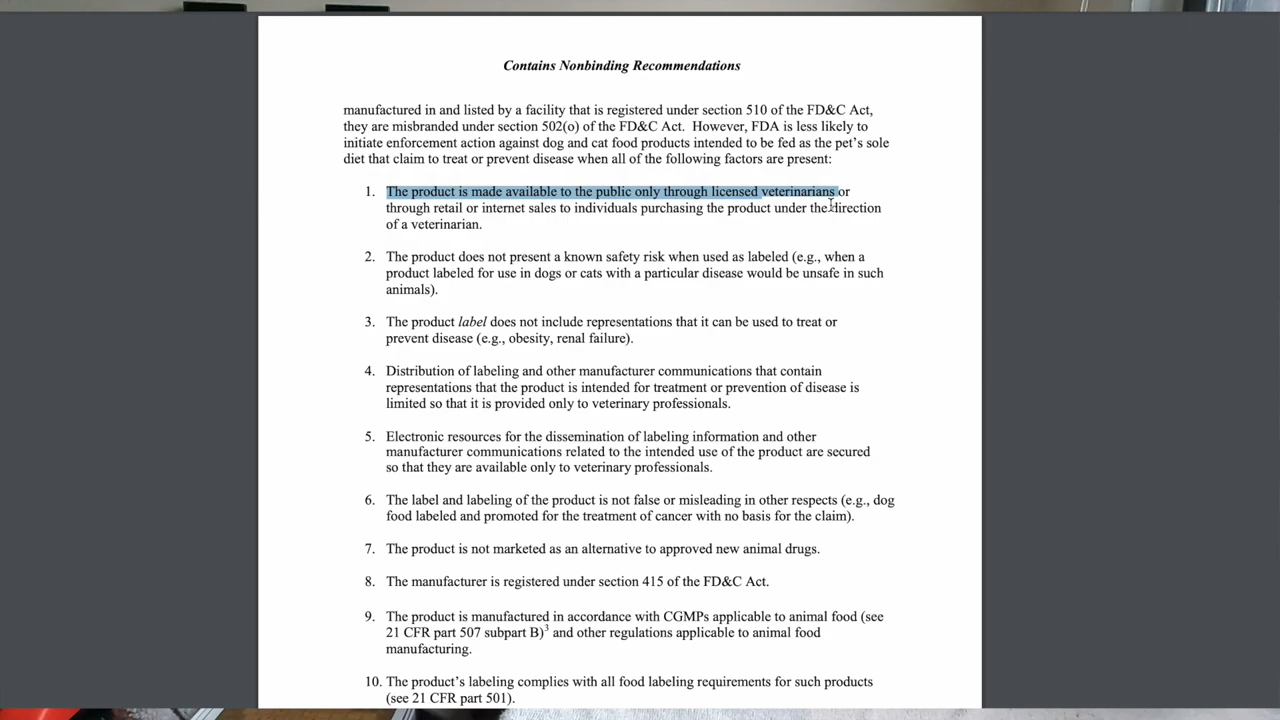 Contains Nonbinding Recommendations
manufactured in and listed by a facility that is registered under section 510 of the FD&C Act,
they are misbranded under section 502(o) of the FD&C Act.  However, FDA is less likely to
initiate enforcement action against dog and cat food products intended to be fed as the pet's sole
diet that claim to treat or prevent disease when all of the following factors are present:
1. The product is made available to the public only through licensed veterinarians or
through retail or internet sales to individuals purchasing the product under the direction
of a veterinarian.
2. The product does not present a known safety risk when used as labeled (e.g., when a
product labeled for use in dogs or cats with a particular disease would be unsafe in such
animals).
3. The product label does not include representations that it can be used to treat or
prevent disease (e.g., obesity, renal failure).
4. Distribution of labeling and other manufacturer communications that contain
representations that the product is intended for treatment or prevention of disease is
limited so that it is provided only to veterinary professionals.
5. Electronic resources for the dissemination of labeling information and other
manufacturer communications related to the intended use of the product are secured
so that they are available only to veterinary professionals.
6. The label and labeling of the product is not false or misleading in other respects (e.g., dog
food labeled and promoted for the treatment of cancer with no basis for the claim).
7. The product is not marketed as an alternative to approved new animal drugs.
8. The manufacturer is registered under section 415 of the FD&C Act.
9. The product is manufactured in accordance with CGMPs applicable to animal food (see
21 CFR part 507 subpart B)3 and other regulations applicable to animal food
manufacturing.
10. The product's labeling complies with all food labeling requirements for such products
(see 21 CFR part 501).